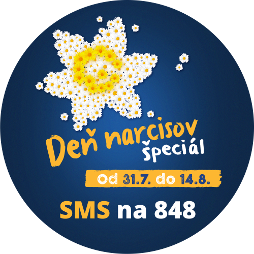 Deň narcisov
špeciál
Od 31.7. do 14.8.
SMS na 848